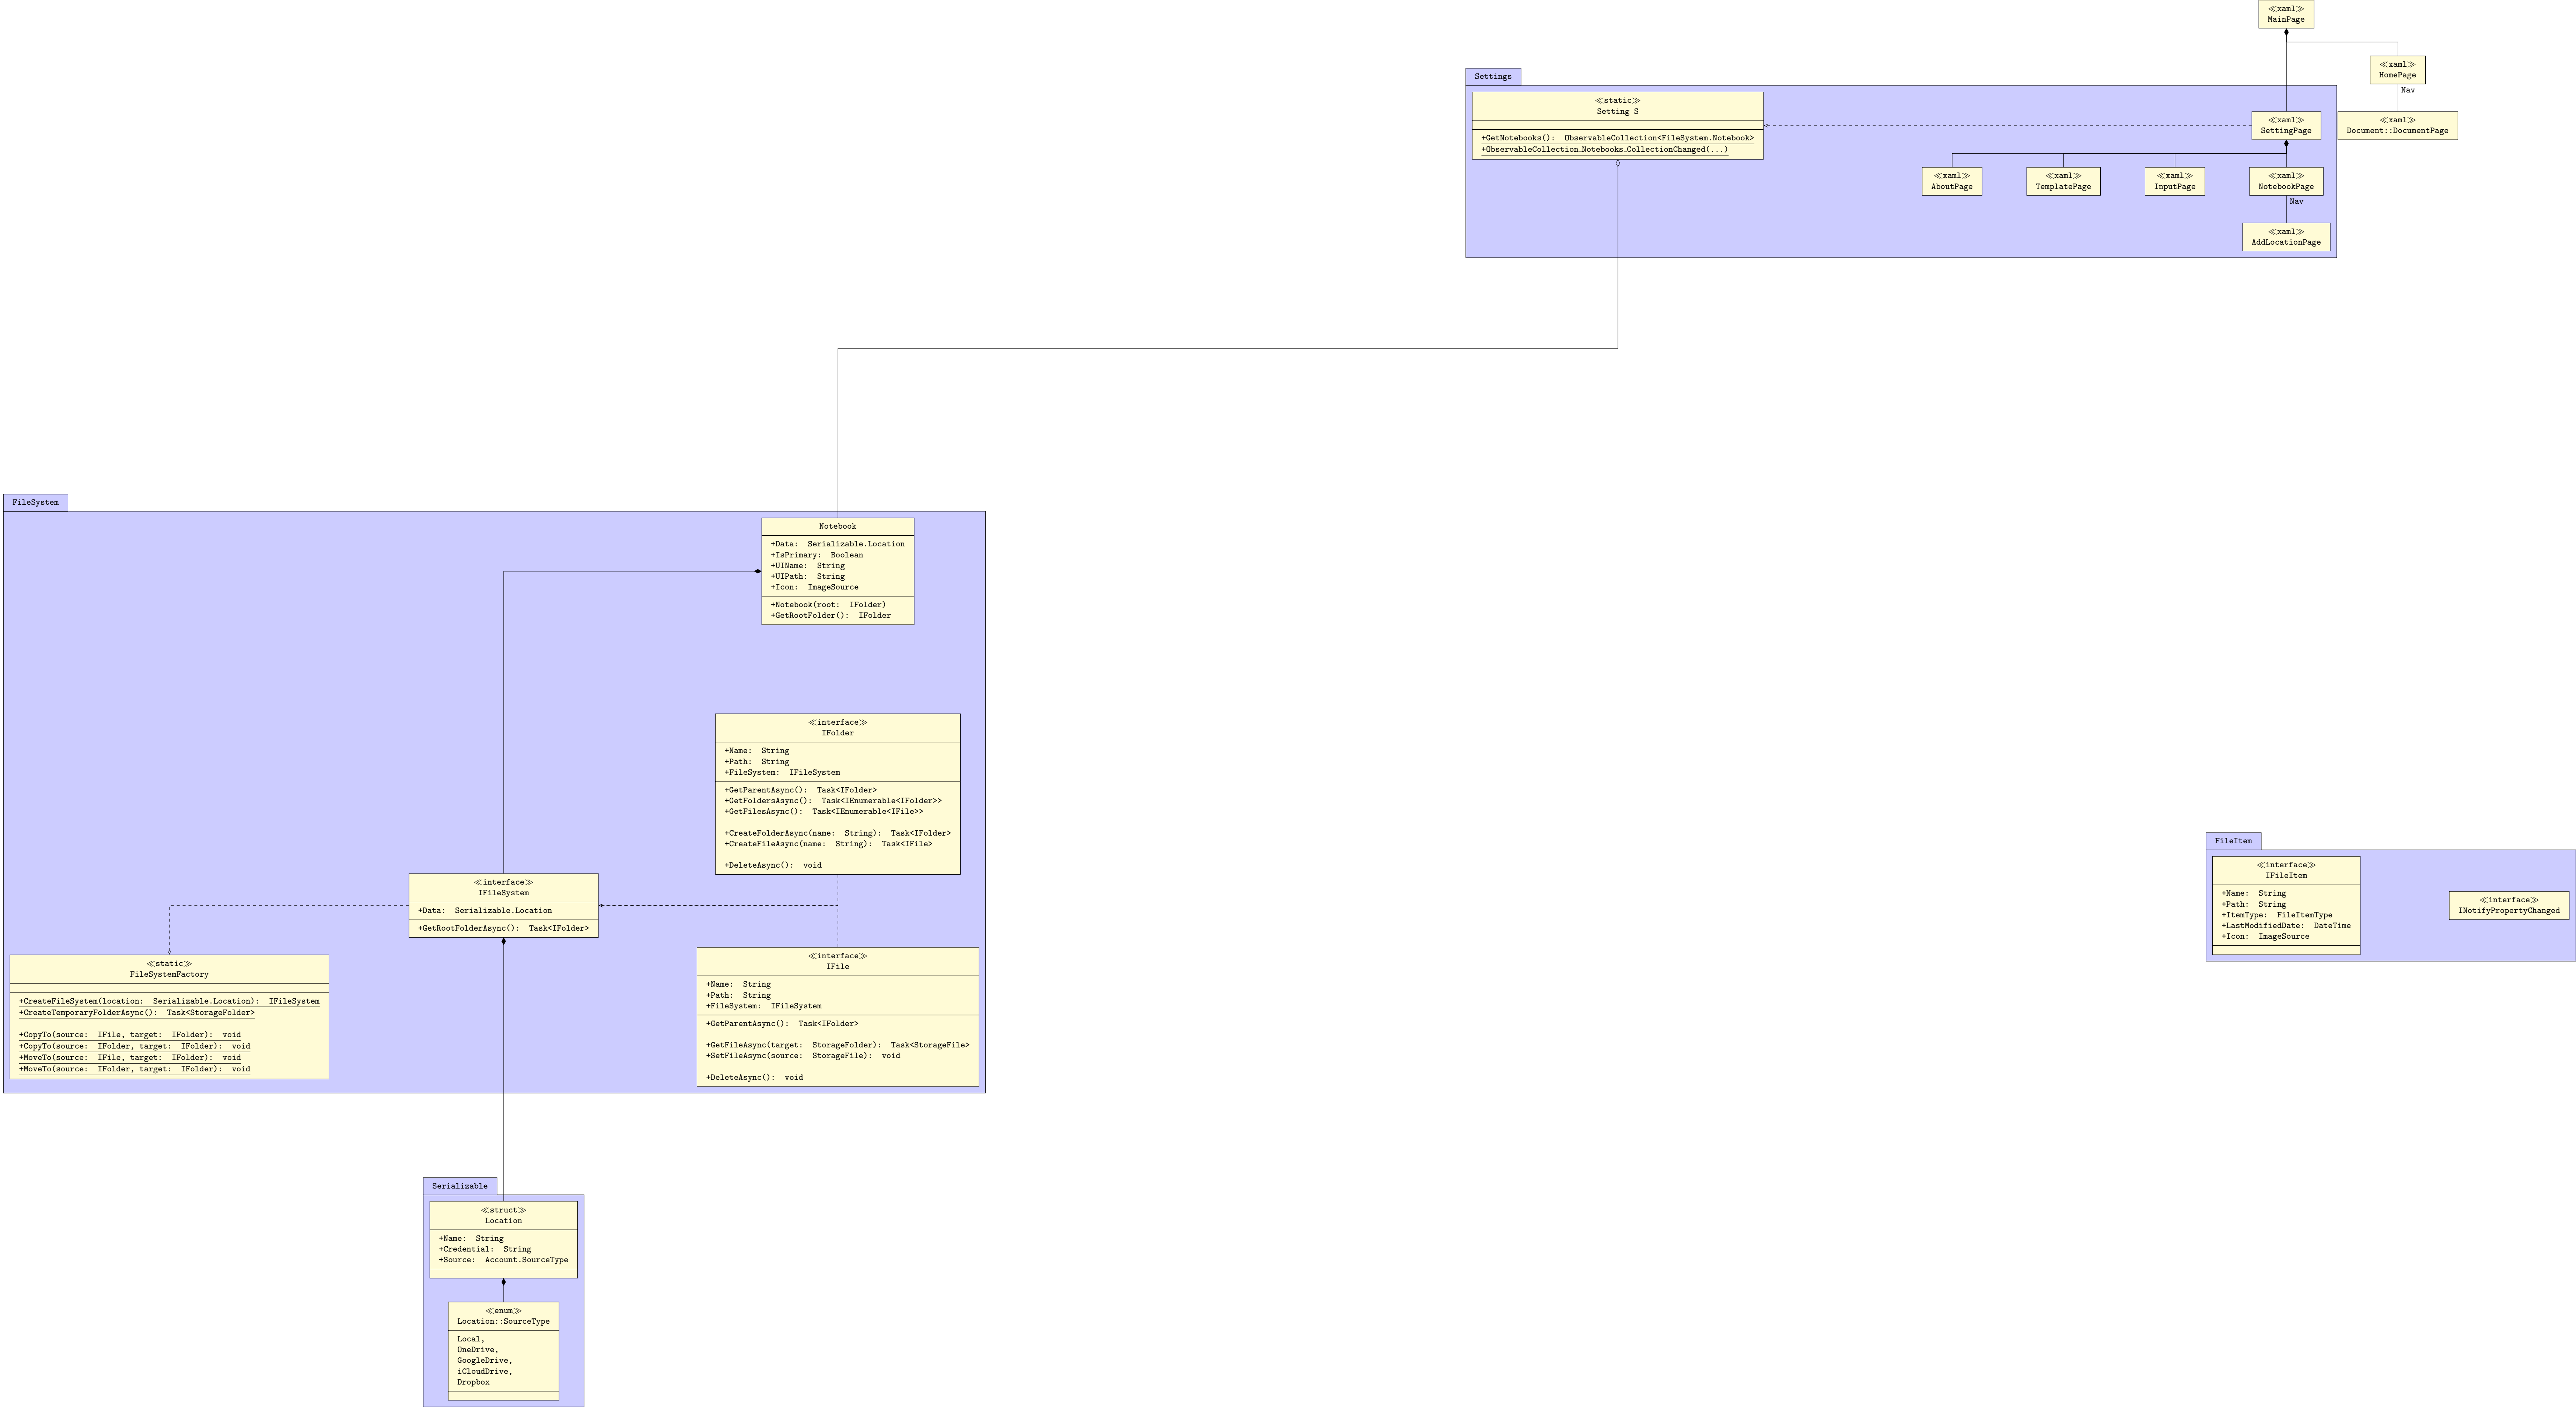 ≪xaml≫
MainPage
≪xaml≫
HomePage
Nav
≪xaml≫
Document::DocumentPage
Settings
≪static≫
Setting S
+GetNotebooks(): ObservableCollection<FileSystem.Notebook>
+ObservableCollection_Notebooks_CollectionChanged(...)
≪xaml≫
SettingPage
≪xaml≫
AboutPage
≪xaml≫
TemplatePage
≪xaml≫
InputPage
≪xaml≫
NotebookPage
Nav
≪xaml≫
AddLocationPage
FileSystem
Notebook
+Data: Serializable.Location
+IsPrimary: Boolean
+UIName: String
+UIPath: String
+Icon: ImageSource
+Notebook(root: IFolder)
+GetRootFolder(): IFolder
≪interface≫
IFolder
+Name: String
+Path: String
+FileSystem: IFileSystem
+GetParentAsync(): Task<IFolder>
+GetFoldersAsync(): Task<IEnumerable<IFolder>>
+GetFilesAsync(): Task<IEnumerable<IFile>>
+CreateFolderAsync(name: String): Task<IFolder>
+CreateFileAsync(name: String): Task<IFile>
+DeleteAsync(): void
≪interface≫
IFileSystem
+Data: Serializable.Location
+GetRootFolderAsync(): Task<IFolder>
≪static≫
FileSystemFactory
+CreateFileSystem(location: Serializable.Location): IFileSystem
+CreateTemporaryFolderAsync(): Task<StorageFolder>
+CopyTo(source: IFile, target: IFolder): void
+CopyTo(source: IFolder, target: IFolder): void
+MoveTo(source: IFile, target: IFolder): void
+MoveTo(source: IFolder, target: IFolder): void
≪interface≫
IFile
+Name: String
+Path: String
+FileSystem: IFileSystem
+GetParentAsync(): Task<IFolder>
+GetFileAsync(target: StorageFolder): Task<StorageFile>
+SetFileAsync(source: StorageFile): void
+DeleteAsync(): void
FileItem
≪interface≫
IFileItem
+Name: String
+Path: String
+ItemType: FileItemType
+LastModifiedDate: DateTime
+Icon: ImageSource
≪interface≫
INotifyPropertyChanged
Serializable
≪struct≫
Location
+Name: String
+Credential: String
+Source: Account.SourceType
≪enum≫
Location::SourceType
Local,
OneDrive,
GoogleDrive,
iCloudDrive,
Dropbox